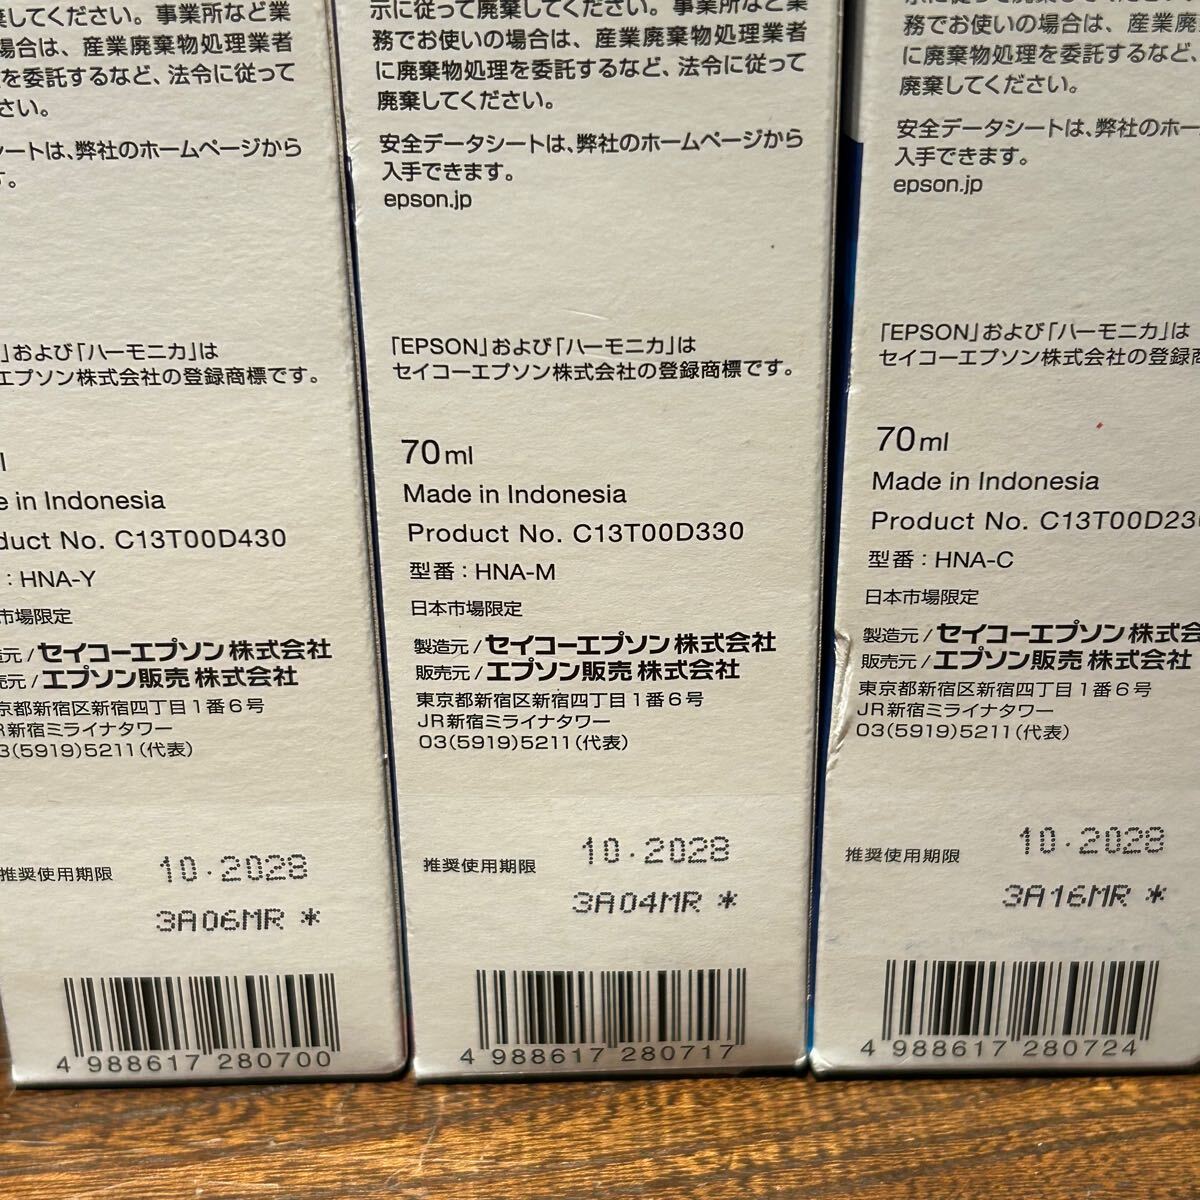 棄してください。事業所など業
場合は、産業廃棄物処理業者
を委託するなど、法令に従って
さい。
シートは、弊社のホームページから
す。
」および「ハーモニカ」は
エプソン株式会社の登録商標です。
l
e in Indonesia
duct No. C13T00D430
: HNA-Y
市場限定
造元/セイコーエプソン株式会社
売元/エプソン販売株式会社
京都新宿区新宿四丁目1番6号
R新宿ミライナタワー
3(5919)5211(代表)
推奨使用期限 10.2028
3A06MR *
4 988617 280700
示に従って廃棄してください。事業所など業
務でお使いの場合は、産業廃棄物処理業者
に廃棄物処理を委託するなど、法令に従って
廃棄してください。
安全データシートは、弊社のホームページから
入手できます。
epson.jp
「EPSON」および「ハーモニカ」は
セイコーエプソン株式会社の登録商標です。
70ml
Made in Indonesia
Product No. C13T00D330
型番：HNA-M
日本市場限定
製造元/セイコーエプソン株式会社
販売元/エプソン販売株式会社
東京都新宿区新宿四丁目1番6号
JR新宿ミライナタワー
03(5919)5211(代表)
推奨使用期限 10.2028
3A04MR *
4 988617 280717
務でお使いの場合は、産業廃
に廃棄物処理を委託するなど、
廃棄してください。
安全データシートは、弊社のホー
入手できます。
epson.jp
「EPSON」および「ハーモニカ」は
セイコーエプソン株式会社の登録商
70ml
Made in Indonesia
Product No. C13T00D230
型番：HNA-C
日本市場限定
製造元/セイコーエプソン株式会
販売元/エプソン販売株式会社
東京都新宿区新宿四丁目1番6号
JR新宿ミライナタワー
03(5919)5211(代表)
推奨使用期限 10.2028
3A16MR *
4 988617 280724